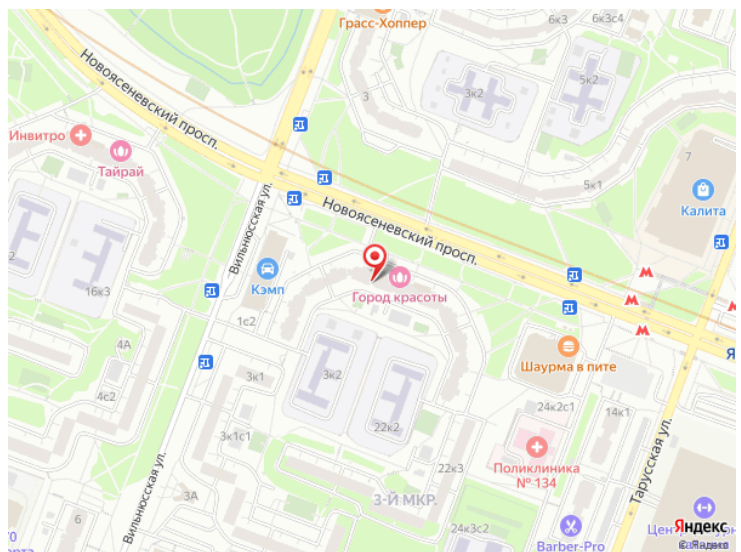 Грасс-Хоппер
6к3
6к3с4
Новоясеневский просп.
5к2
3к2
3
Инвитро
Тайрай
7
5к1
Калита
Вильнюсская ул.
Новоясеневский просп.
Кэмп
Город красоты
16к3
1с2
4А
Я
Шаурма в пите
3к1
3к2
4с2
24к2с1
14к1
22к2
3к1с1
22к3
Поликлиника
№ 134
Тарусская ул.
3А
3-Й МКР.
Вильнюсская ул.
6
24к3с2
Barber-Pro
Яндекс
© Яндекс